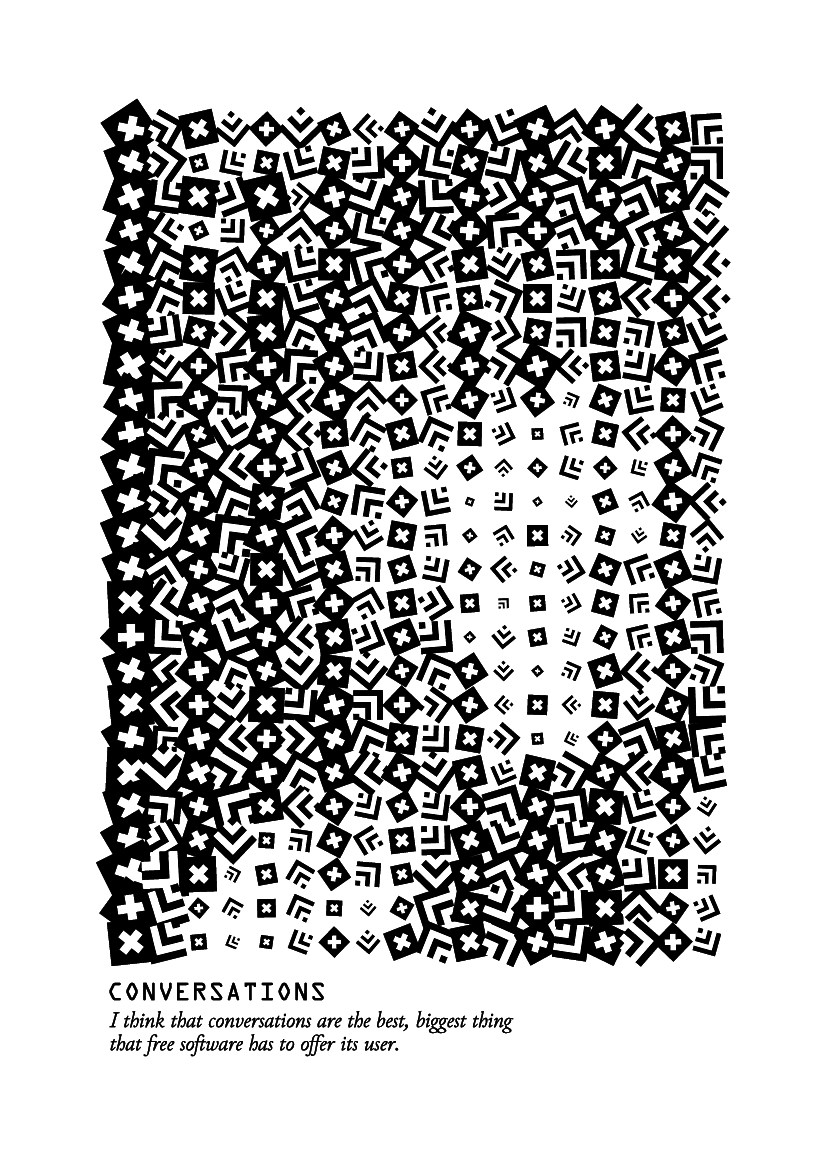 CONVERSATIONS
I think that conversations are the best, biggest thing
that free software has to offer its user.